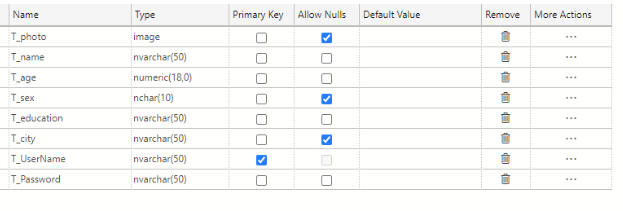 Name Type Primary Key Allow Nulls Default Value Remove More Actions
T_photo image
T_name nvarchar(50)
T_age numeric(18,0)
T_sex nchar(10)
T_education nvarchar(50)
T_city nvarchar(50)
T_UserName nvarchar(50)
T_Password nvarchar(50)